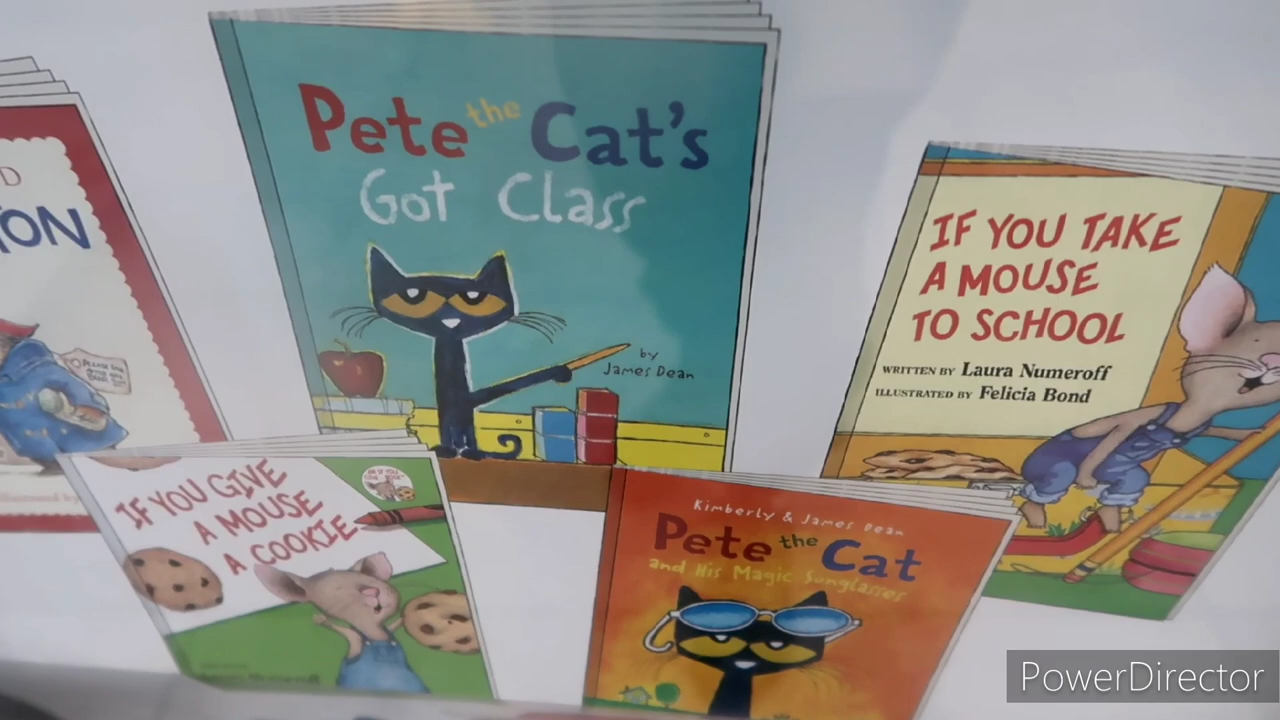 D
TON
Pete the Cat's
Got Class
by
James Dean
IF YOU TAKE
A MOUSE
TO SCHOOL
WRITTEN BY Laura Numeroff
ILLUSTRATED BY Felicia Bond
IF YOU GIVE
A MOUSE
A COOKIE
Kimberly & James Dean
Pete the Cat
and His Magic Sunglasses
PowerDirector